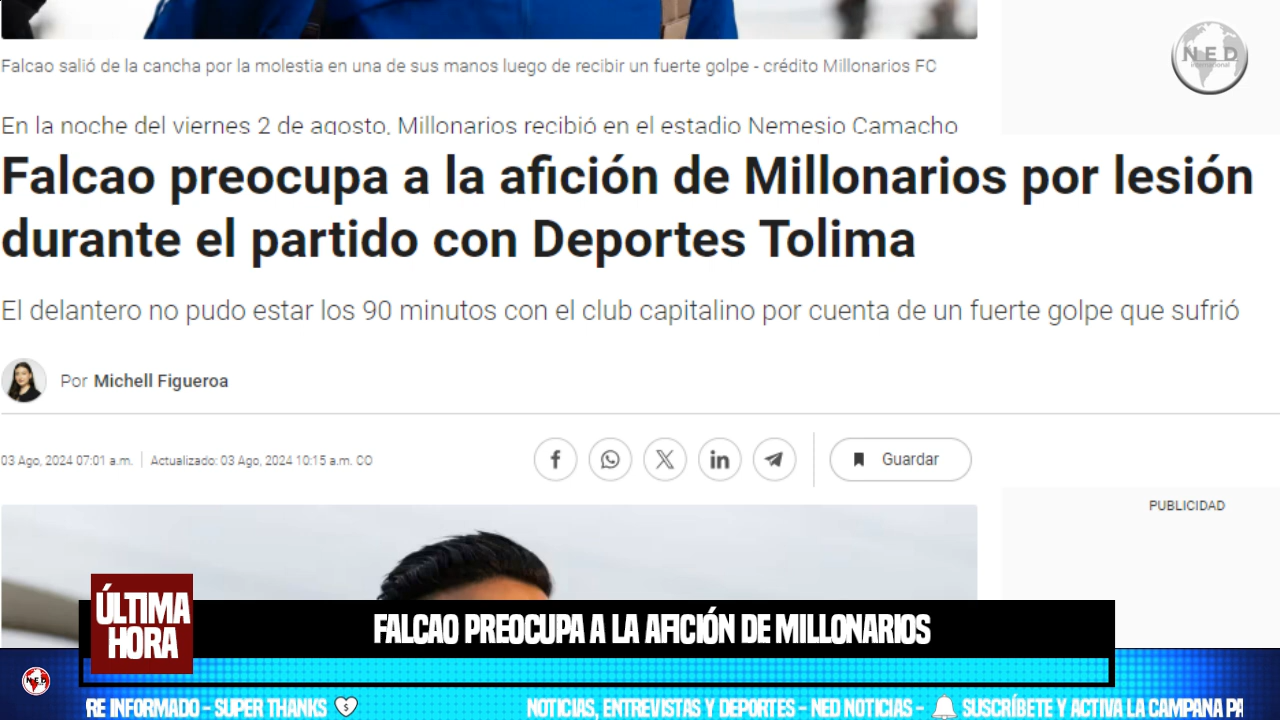 NED
international
Falcao salió de la cancha por la molestia en una de sus manos luego de recibir un fuerte golpe - crédito Millonarios FC
En la noche del viernes 2 de agosto, Millonarios recibió en el estadio Nemesio Camacho
Falcao preocupa a la afición de Millonarios por lesión
durante el partido con Deportes Tolima
El delantero no pudo estar los 90 minutos con el club capitalino por cuenta de un fuerte golpe que sufrió
Por Michell Figueroa
03 Ago, 2024 07:01 a.m. | Actualizado: 03 Ago, 2024 10:15 a.m. CO
Guardar
PUBLICIDAD
ÚLTIMA
HORA
FALCAO PREOCUPA A LA AFICIÓN DE MILLONARIOS
NED
RE INFORMADO - SUPER THANKS
NOTICIAS, ENTREVISTAS Y DEPORTES - NED NOTICIAS -
SUSCRÍBETE Y ACTIVA LA CAMPANA PA